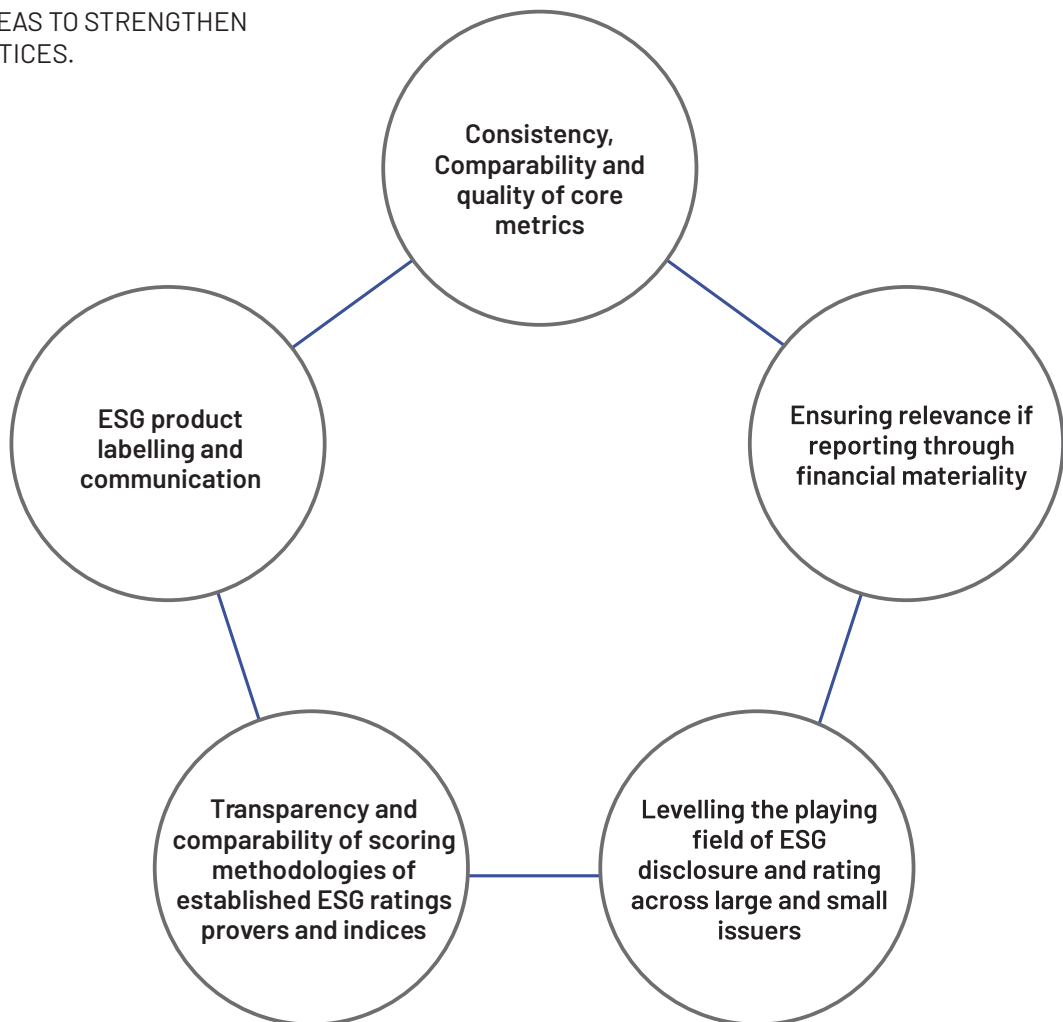 EAS TO STRENGTHEN
TICES.
Consistency,
Comparability and
quality of core
metrics
ESG product
labelling and
communication
Ensuring relevance if
reporting through
financial materiality
Transparency and
comparability of scoring
methodologies of
established ESG ratings
provers and indices
Levelling the playing
field of ESG
disclosure and rating
across large and small
issuers